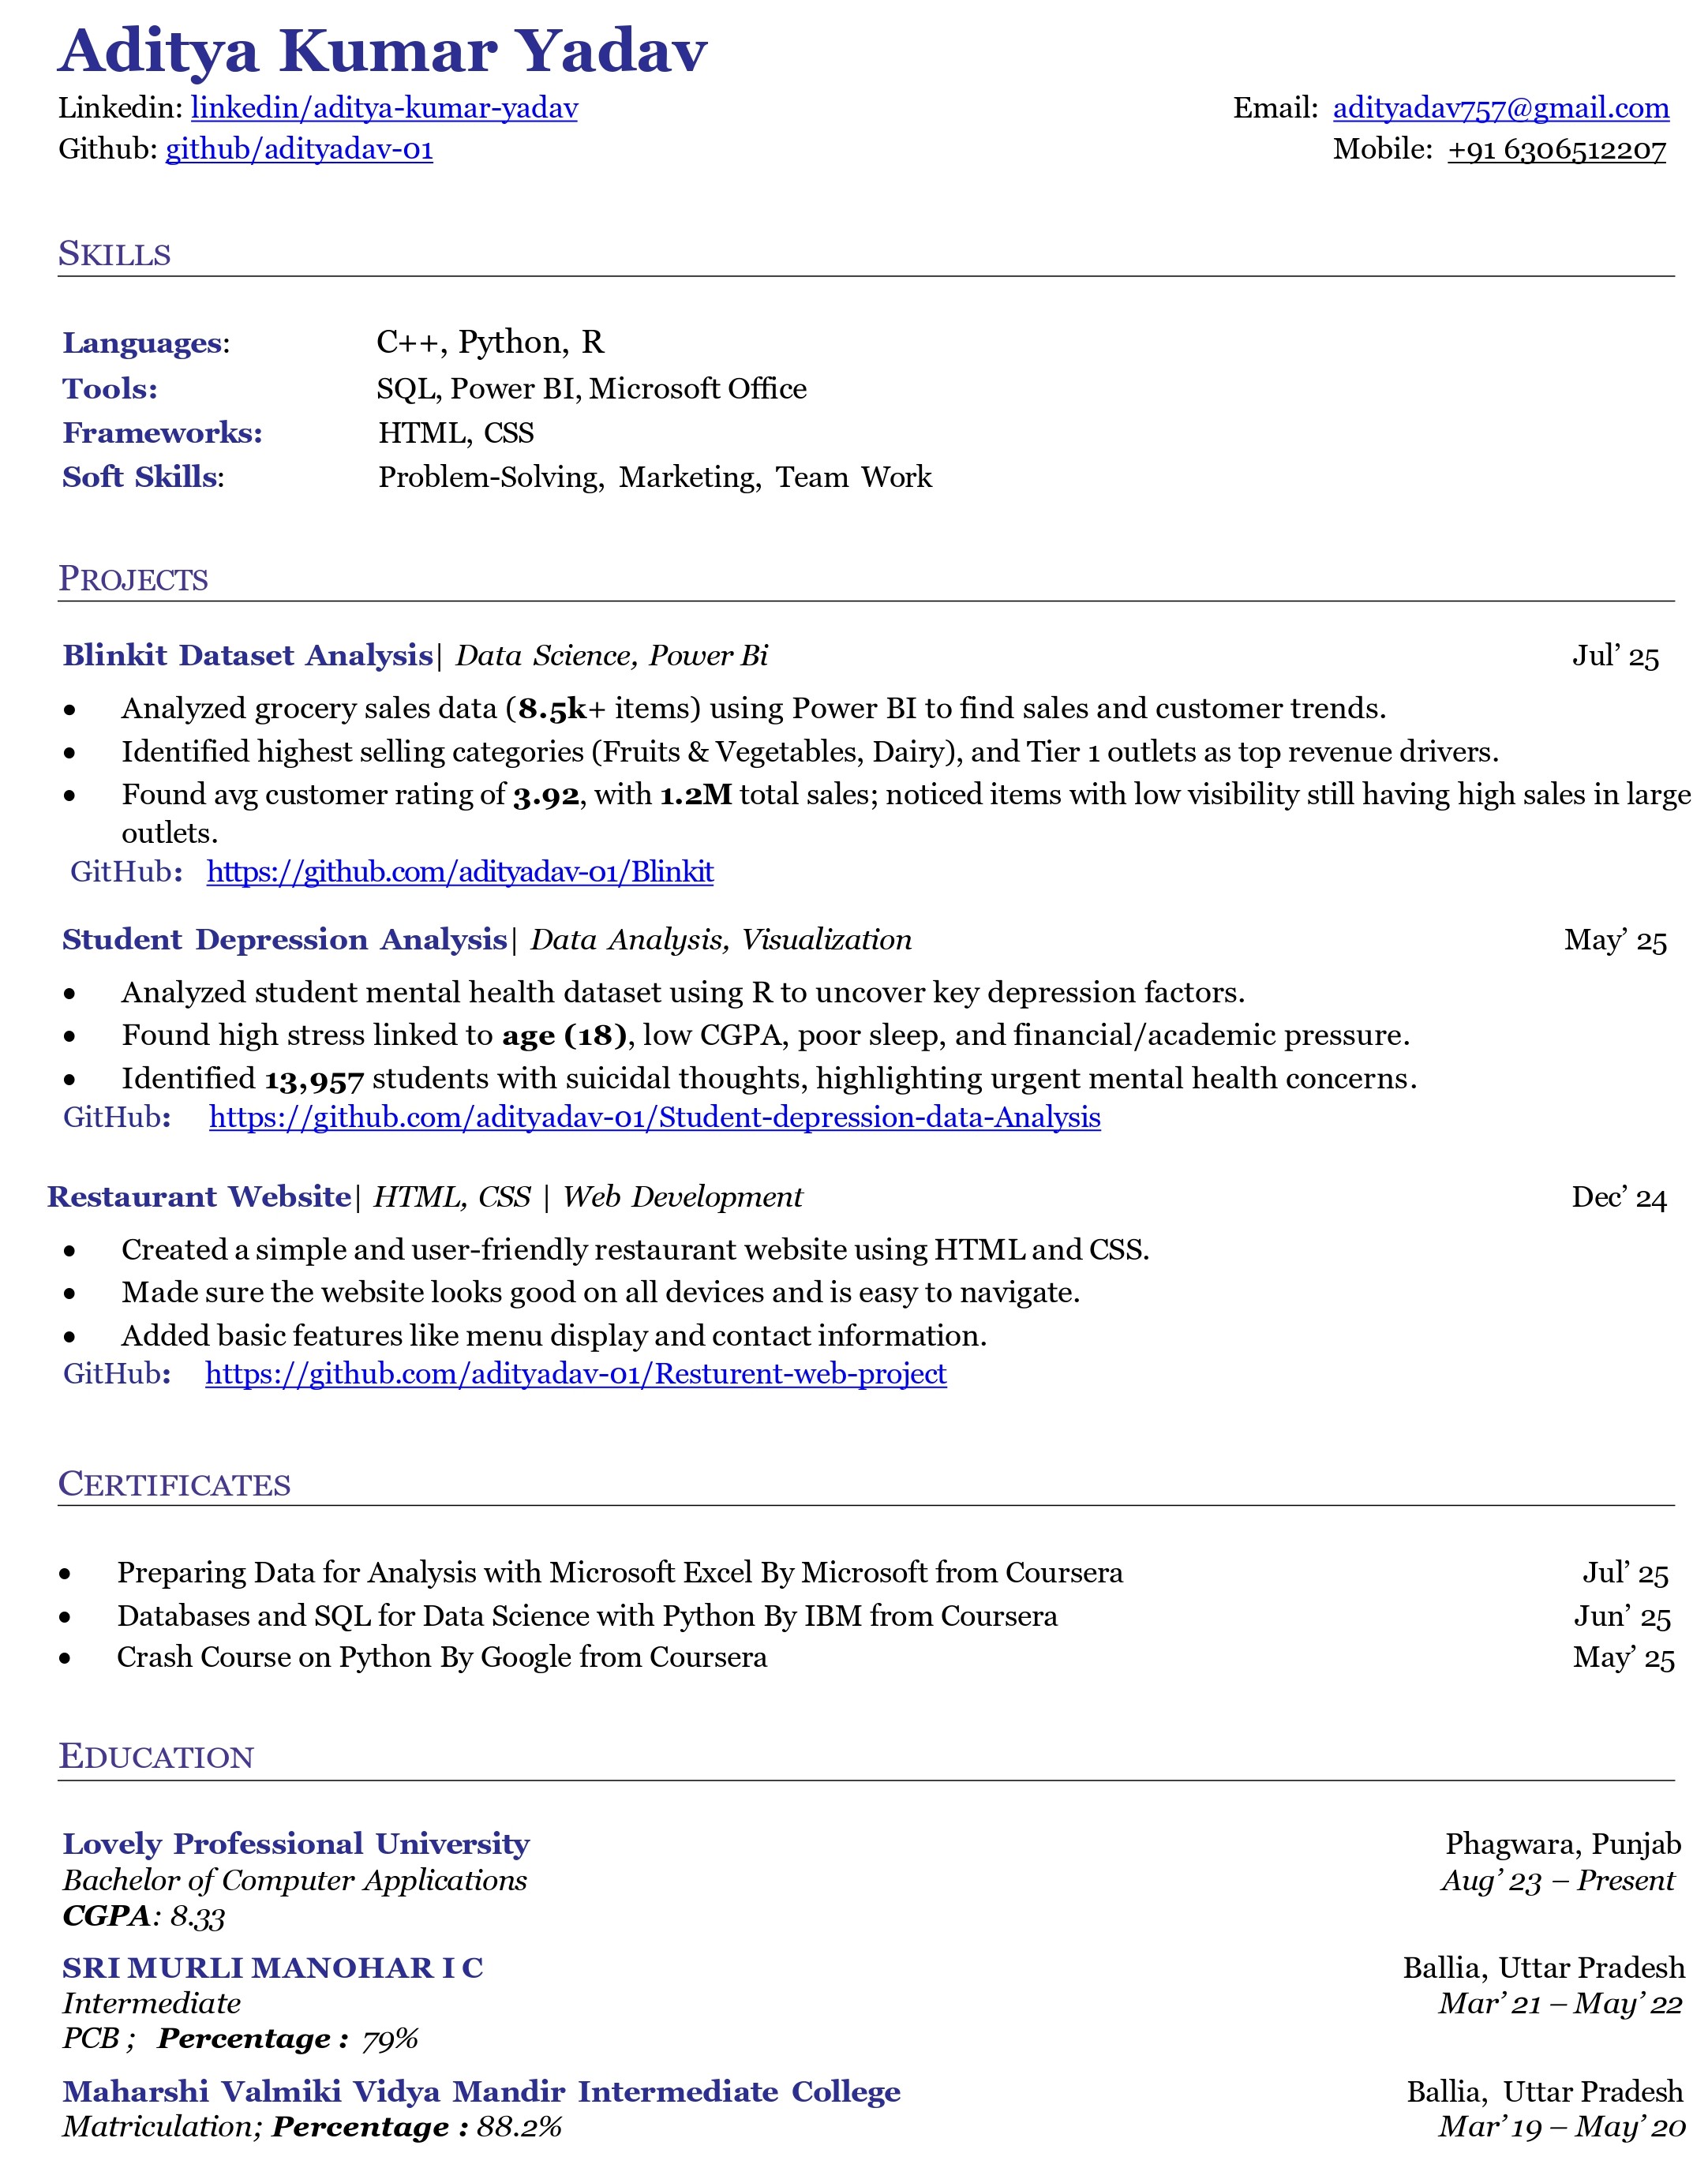 Aditya Kumar Yadav
Linkedin: linkedin/aditya-kumar-yadav Email: adityadav757@gmail.com
Github: github/adityadav-01 Mobile: +91 6306512207
SKILLS
Languages: C++, Python, R
Tools: SQL, Power BI, Microsoft Office
Frameworks: HTML, CSS
Soft Skills: Problem-Solving, Marketing, Team Work
PROJECTS
Blinkit Dataset Analysis| Data Science, Power Bi Jul’ 25
• Analyzed grocery sales data (8.5k+ items) using Power BI to find sales and customer trends.
• Identified highest selling categories (Fruits & Vegetables, Dairy), and Tier 1 outlets as top revenue drivers.
• Found avg customer rating of 3.92, with 1.2M total sales; noticed items with low visibility still having high sales in large
outlets.
GitHub: https://github.com/adityadav-01/Blinkit
Student Depression Analysis| Data Analysis, Visualization May’ 25
• Analyzed student mental health dataset using R to uncover key depression factors.
• Found high stress linked to age (18), low CGPA, poor sleep, and financial/academic pressure.
• Identified 13,957 students with suicidal thoughts, highlighting urgent mental health concerns.
GitHub: https://github.com/adityadav-01/Student-depression-data-Analysis
Restaurant Website| HTML, CSS | Web Development Dec’ 24
• Created a simple and user-friendly restaurant website using HTML and CSS.
• Made sure the website looks good on all devices and is easy to navigate.
• Added basic features like menu display and contact information.
GitHub: https://github.com/adityadav-01/Resturent-web-project
CERTIFICATES
• Preparing Data for Analysis with Microsoft Excel By Microsoft from Coursera Jul’ 25
• Databases and SQL for Data Science with Python By IBM from Coursera Jun’ 25
• Crash Course on Python By Google from Coursera May’ 25
EDUCATION
Lovely Professional University Phagwara, Punjab
Bachelor of Computer Applications Aug’ 23 – Present
CGPA: 8.33
SRI MURLI MANOHAR I C Ballia, Uttar Pradesh
Intermediate Mar’ 21 – May’ 22
PCB ; Percentage : 79%
Maharshi Valmiki Vidya Mandir Intermediate College Ballia, Uttar Pradesh
Matriculation; Percentage : 88.2% Mar’ 19 – May’ 20